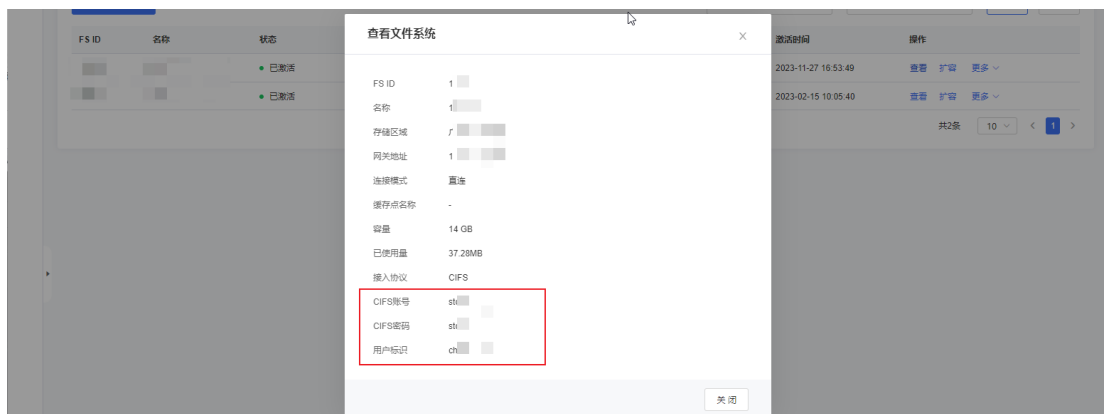 查看文件系统
FS ID 名称 状态 激活时间 操作
已激活 2023-11-27 16:53:49 查看 扩容 更多
已激活 2023-02-15 10:05:40 查看 扩容 更多
共2条 10 1
FS ID 1
名称 1
存储区域
网关地址 1
连接模式 直连
缓存点名称 -
容量 14 GB
已使用量 37.28MB
接入协议 CIFS
CIFS账号 st
CIFS密码 st
用户标识 ch
关闭